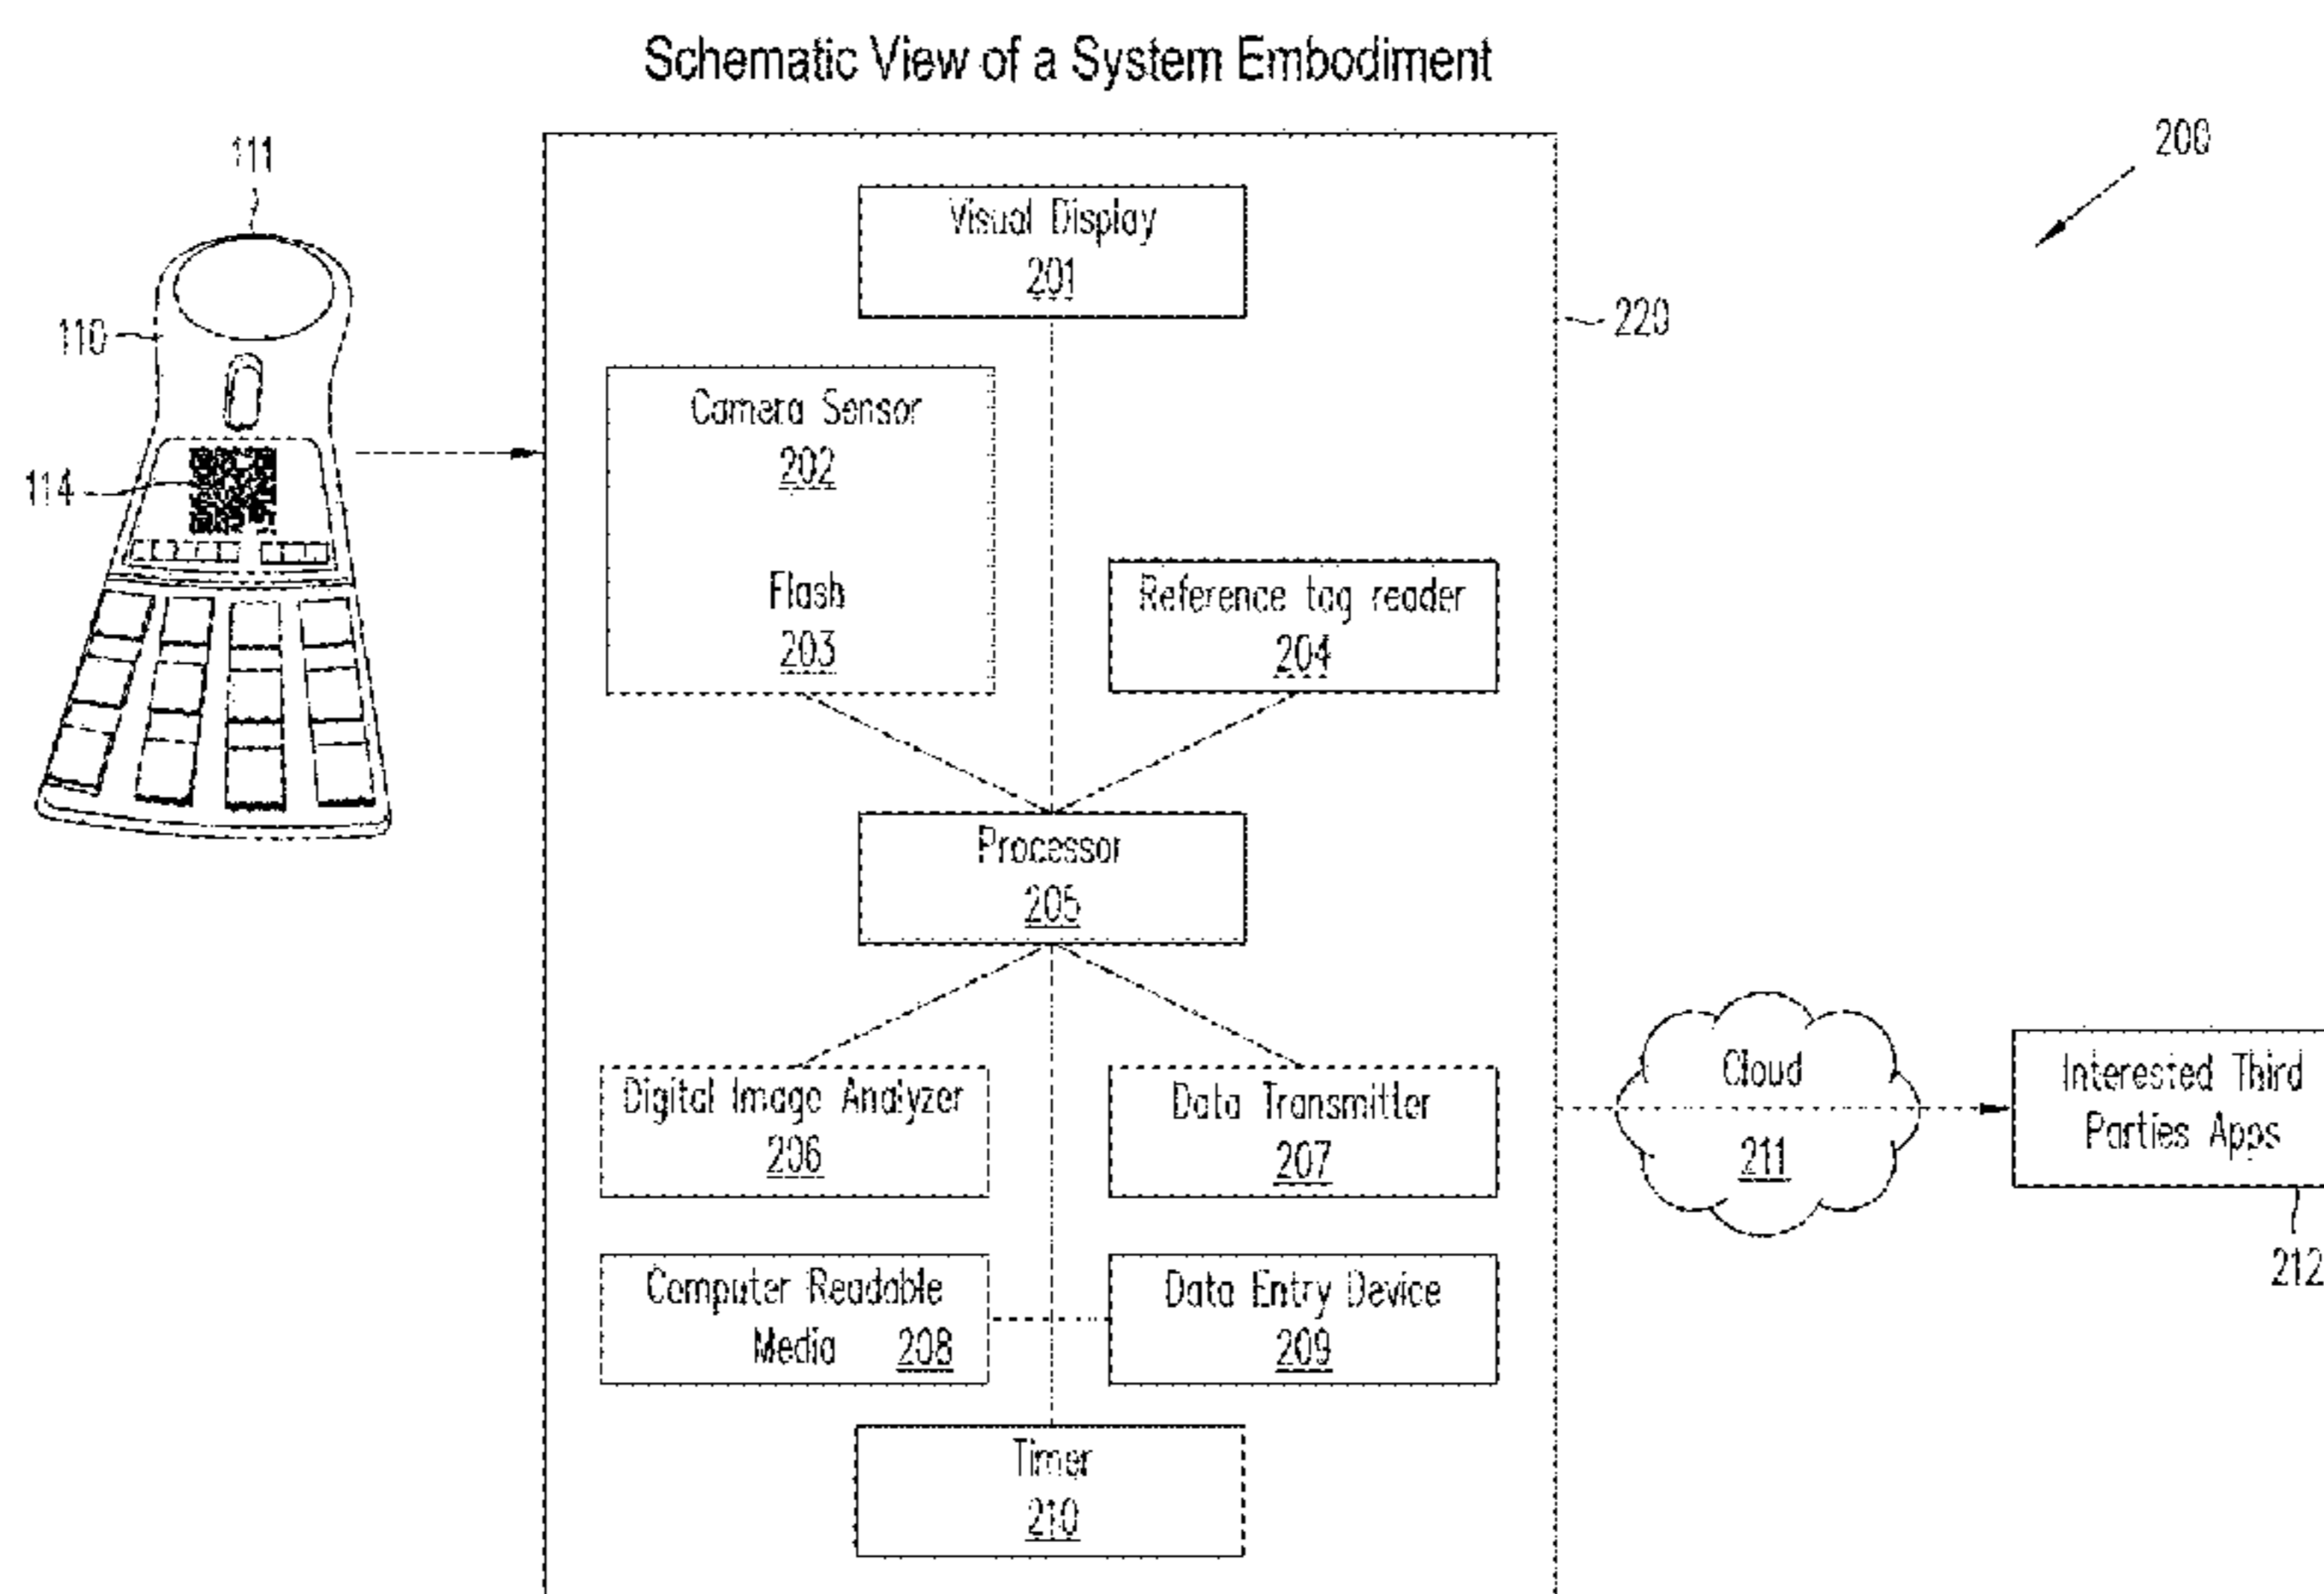 Schematic View of a System Embodiment
111
200
Visual Display
201
110
220
Camera Sensor
202
114
Flash
203
Reference tag reader
204
Processor
205
Digital Image Analyzer
206
Data Transmitter
207
Cloud
211
Interested Third
Parties Apps
212
Computer Readable
Media 208
Data Entry Device
209
Timer
210